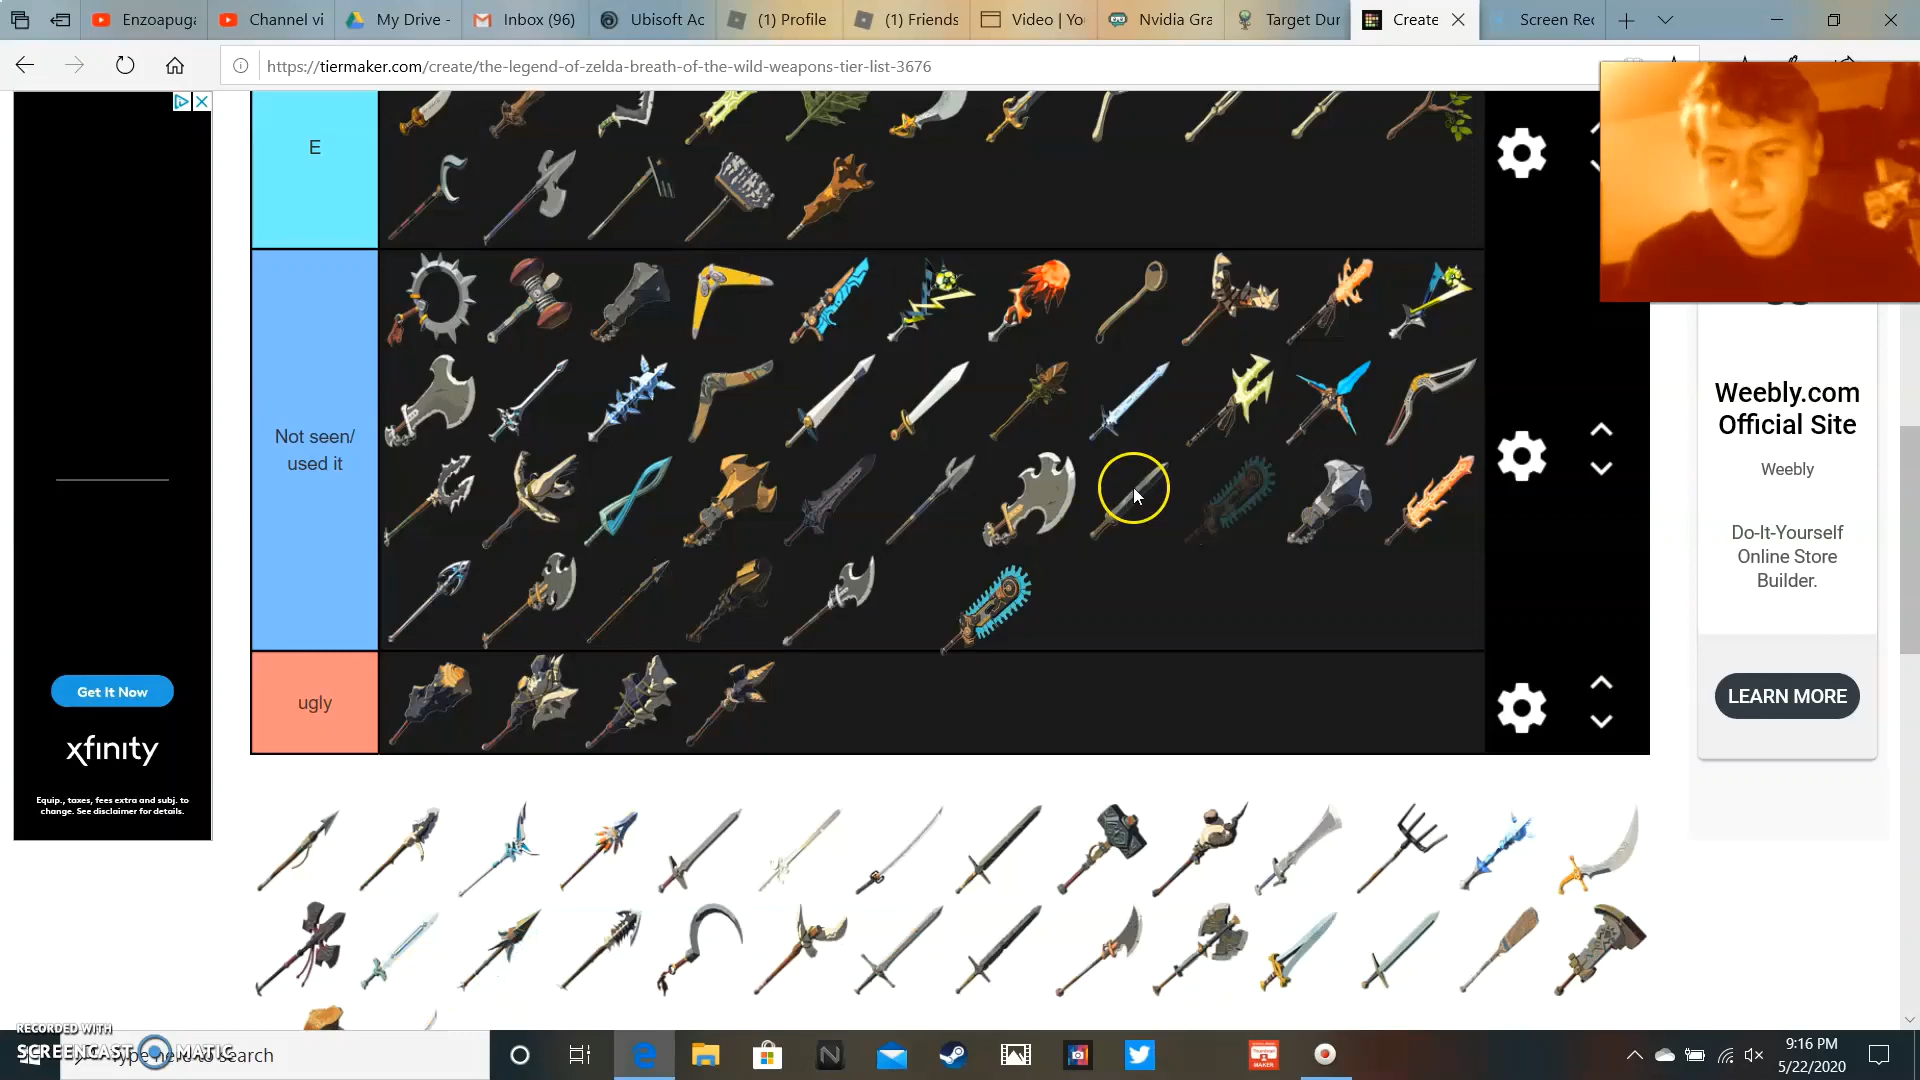 Enzoapuga
Channel vi
My Drive -
Inbox (96)
Ubisoft Ac
(1) Profile
(1) Friends
Video | Yo
Nvidia Gra
Target Dur
Create
Screen Rec
https://tiermaker.com/create/the-legend-of-zelda-breath-of-the-wild-weapons-tier-list-3676
E
Not seen/
used it
ugly
Get It Now
xfinity
Equip., taxes, fees extra and subj. to
change. See disclaimer for details.
Weebly.com
Official Site
Weebly
Do-It-Yourself
Online Store
Builder.
LEARN MORE
RECORDED WITH
SCREENCAST MATIC
Type here to search
9:16 PM
5/22/2020